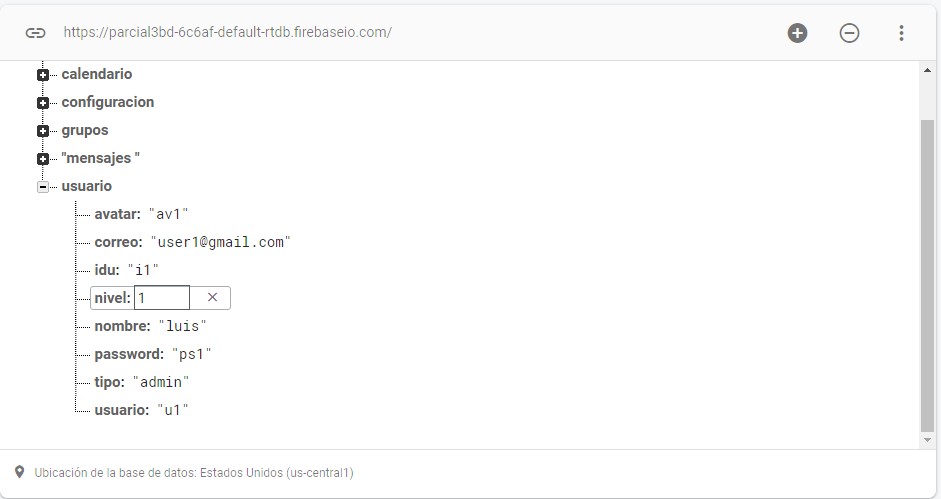 https://parcial3bd-6c6af-default-rtdb.firebaseio.com/
calendario
configuracion
grupos
"mensajes "
usuario
avatar: "av1"
correo: "user1@gmail.com"
idu: "i1"
nivel: 1
nombre: "luis"
password: "ps1"
tipo: "admin"
usuario: "u1"
Ubicación de la base de datos: Estados Unidos (us-central1)